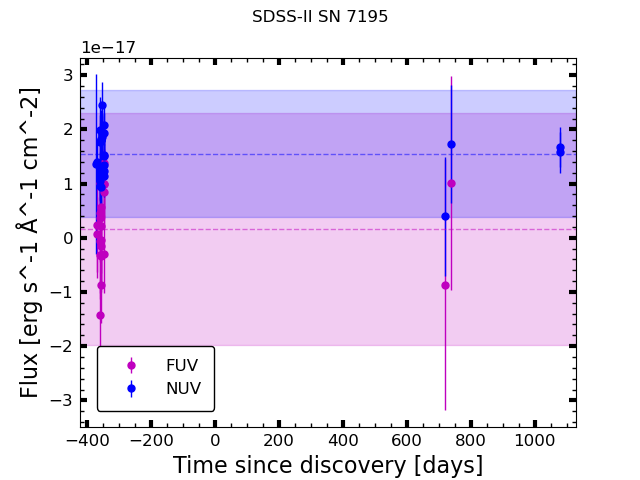 SDSS-II SN 7195
1e−17
Flux [erg s^-1 Å^-1 cm^-2]
3
2
1
0
−1
−2
−3
FUV
NUV
−400 −200 0 200 400 600 800 1000
Time since discovery [days]